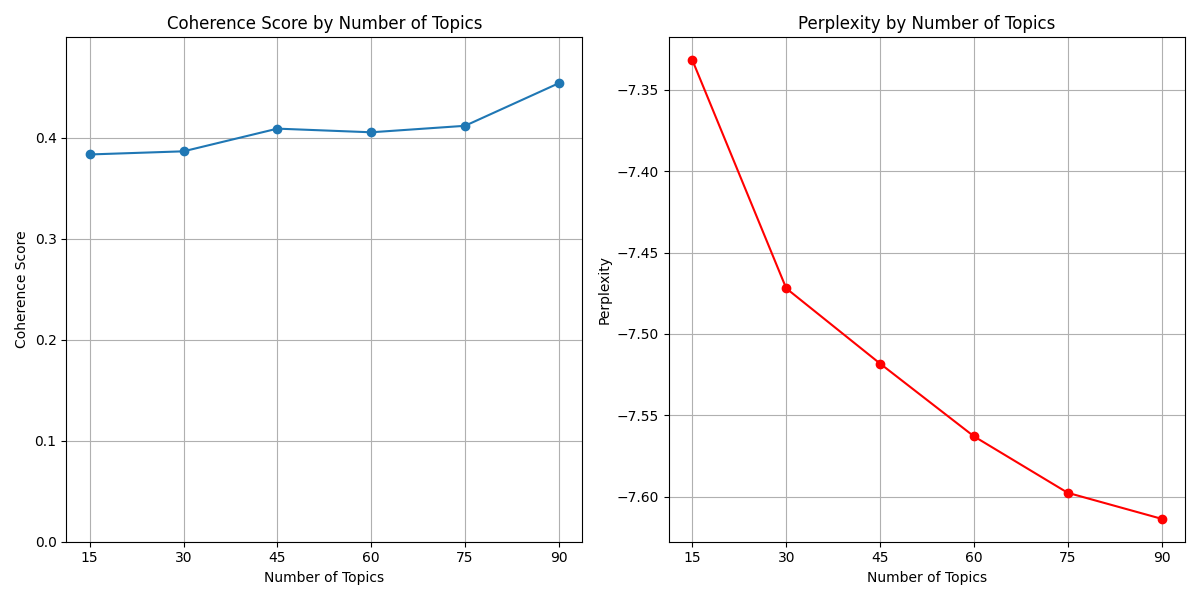 Coherence Score by Number of Topics
Coherence Score
0.4
0.3
0.2
0.1
0.0
15 30 45 60 75 90
Number of Topics
Perplexity by Number of Topics
Perplexity
−7.35
−7.40
−7.45
−7.50
−7.55
−7.60
15 30 45 60 75 90
Number of Topics